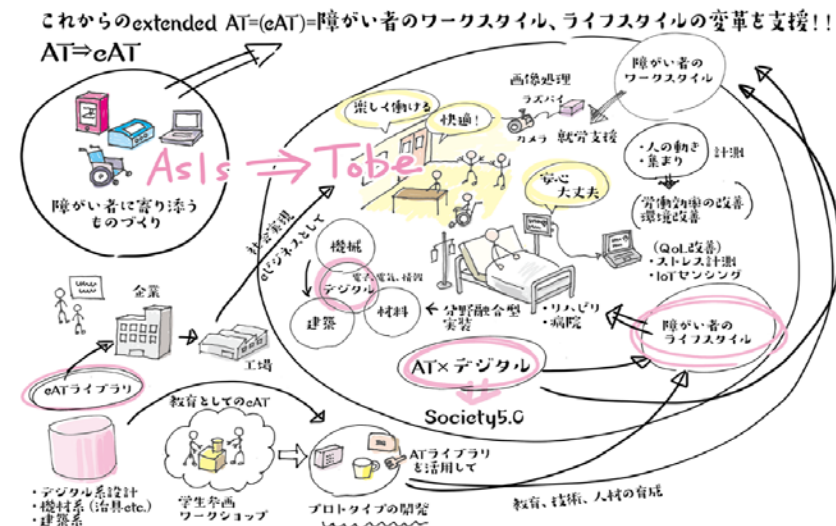 これからのextended AT=(eAT)=障がい者のワークスタイル、ライフスタイルの変革を支援!!
AT⇒eAT
障がい者に寄り添う
ものづくり
AsIs ⇒ Tobe
楽しく働ける
快適!
画像処理
ラズパイ
カメラ
就労支援
障がい者の
ワークスタイル
・人の動き
・集まり
計測
労働効率の改善
環境改善
安心
大丈夫
(QoL改善)
・ストレス計測
・IoTセンシング
社会実現
eビジネスとして
機械
電子、電気、情報
デジタル
建築
材料
←分野融合型
実装
・リハビリ
・病院
障がい者の
ライフスタイル
AT×デジタル
Society5.0
企業
工場
eATライブラリ
教育としてのeAT
・デジタル系設計
・機材系(治具etc.)
・建築系
学生参画
ワークショップ
プロトタイプの開発
ATライブラリ
を活用して
教育、技術、人材の育成